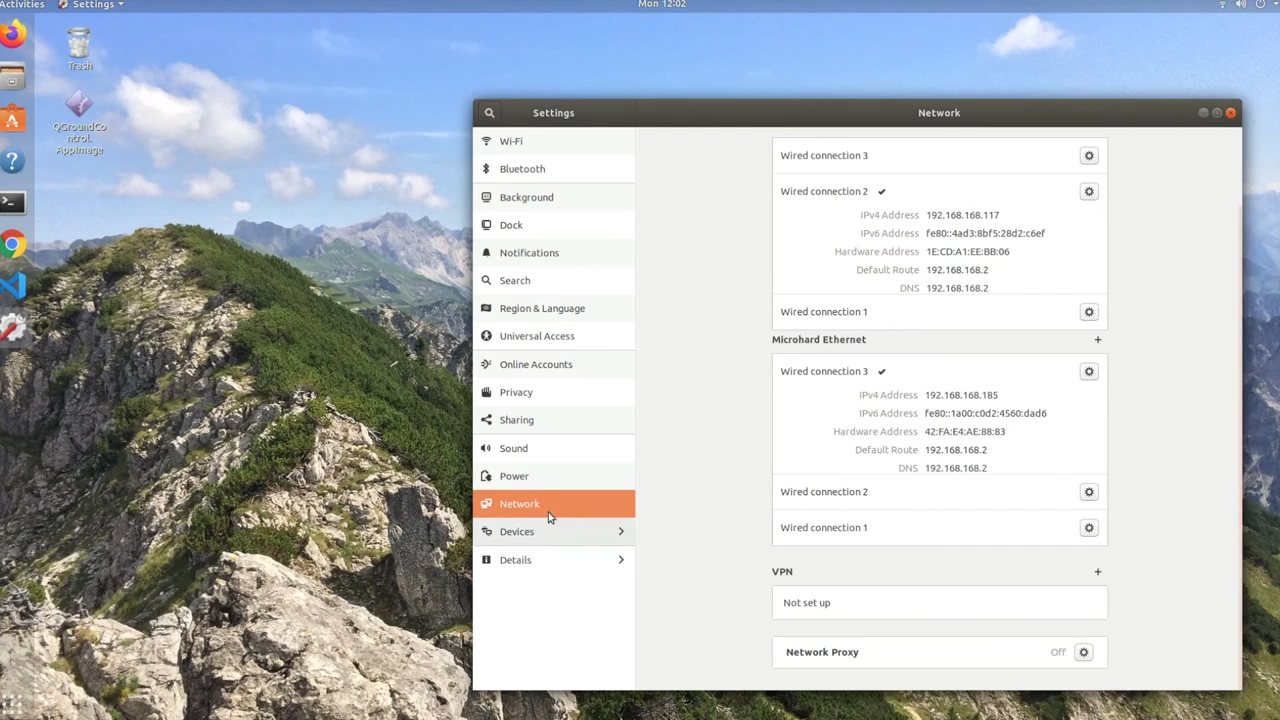 Activities
Settings
Mon 12:02
Trash
QGroundCo
ntrol.
AppImage
Settings
Network
Wi-Fi
Bluetooth
Background
Dock
Notifications
Search
Region & Language
Universal Access
Online Accounts
Privacy
Sharing
Sound
Power
Network
Devices
Details
Wired connection 3
Wired connection 2
IPv4 Address 192.168.168.117
IPv6 Address fe80::4ad3:8bf5:28d2:c6ef
Hardware Address 1E:CD:A1:EE:BB:06
Default Route 192.168.168.2
DNS 192.168.168.2
Wired connection 1
Microhard Ethernet
Wired connection 3
IPv4 Address 192.168.168.185
IPv6 Address fe80::1a00:c0d2:4560:dad6
Hardware Address 42:FA:E4:AE:88:83
Default Route 192.168.168.2
DNS 192.168.168.2
Wired connection 2
Wired connection 1
VPN
Not set up
Network Proxy Off